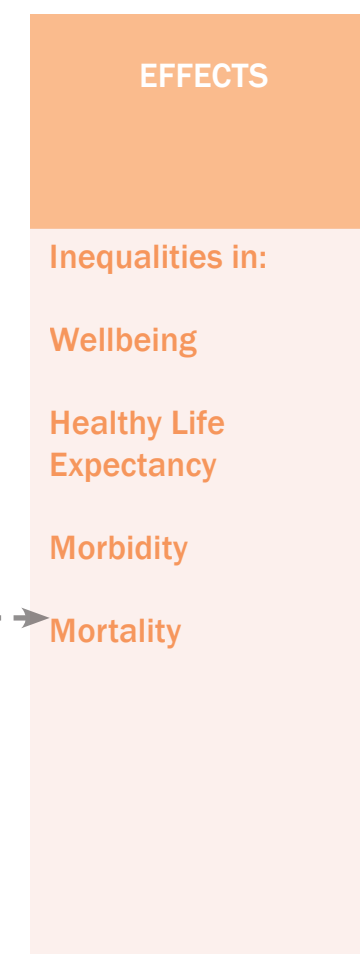 EFFECTS
Inequalities in:
Wellbeing
Healthy Life
Expectancy
Morbidity
Mortality